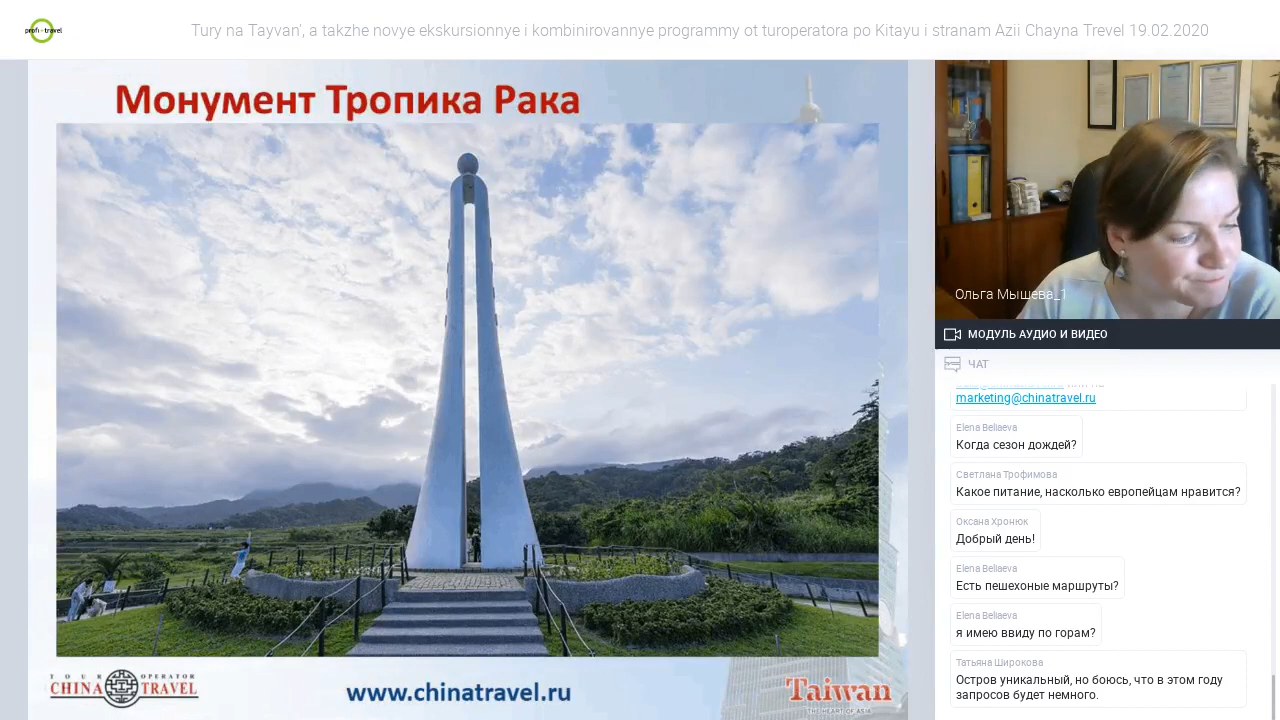 profi - travel
Tury na Tayvan', a takzhe novye ekskursionnye i kombinirovannye programmy ot turoperatora po Kitayu i stranam Azii Chayna Trevel 19.02.2020
Монумент Тропика Рака
YOUR OPERATOR
CHINA TRAVEL
www.chinatravel.ru
Taiwan
THE HEART OF ASIA
Ольга Мышева_1
МОДУЛЬ АУДИО И ВИДЕО
ЧАТ
или на
marketing@chinatravel.ru
Elena Beliaeva
Когда сезон дождей?
Светлана Трофимова
Какое питание, насколько европейцам нравится?
Оксана Хронюк
Добрый день!
Elena Beliaeva
Есть пешехоные маршруты?
Elena Beliaeva
я имею ввиду по горам?
Татьяна Широкова
Остров уникальный, но боюсь, что в этом году
запросов будет немного.